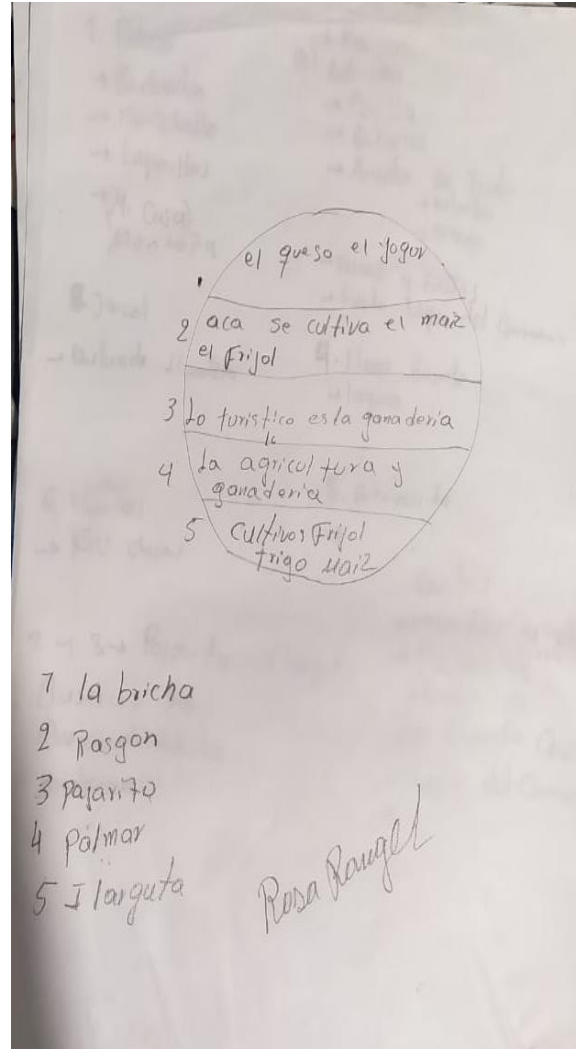 el queso el Jogur.
2 aca se cultiva el maiz
el Frijol
3 Lo turistico es la ganaderia
4 La agricultura y
ganaderia
5 Cultivos Frijol
trigo Maiz
1 la bricha
2 Rasgon
3 Pajarito
4 Palmar
5 Ilarguta
Rosa Rangel